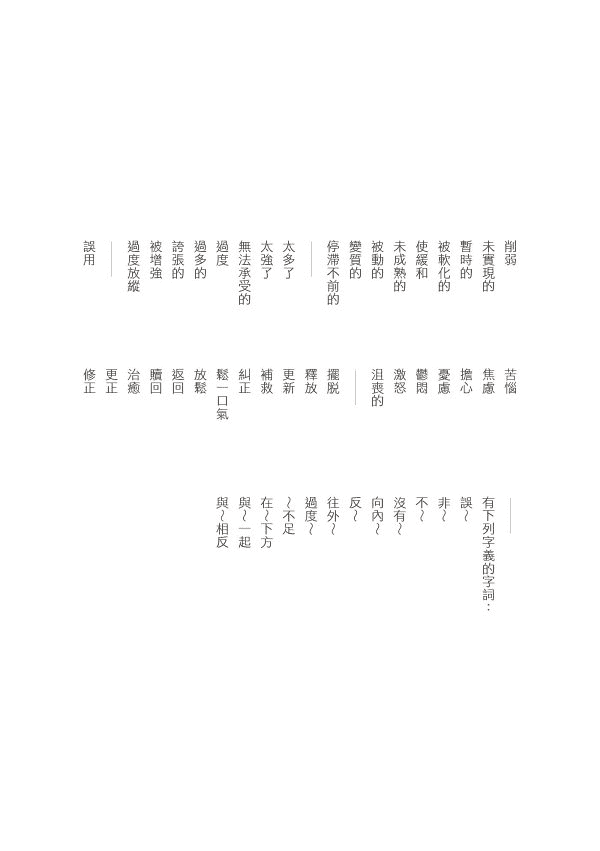 削弱
未實現的
暫時的
被軟化的
使緩和
未成熟的
被動的
變質的
停滯不前的
太多了
太強了
無法承受的
過度
過多的
誇張的
被增強
過度放縱
誤用
苦惱
焦慮
擔心
憂慮
鬱悶
激怒
沮喪的
擺脫
釋放
更新
補救
糾正
鬆一口氣
放鬆
返回
贖回
治癒
更正
修正
有下列字義的字詞：
誤～
非～
不～
沒有～
向內～
反～
往外～
過度～
～不足
在～下方
與～一起
與～相反